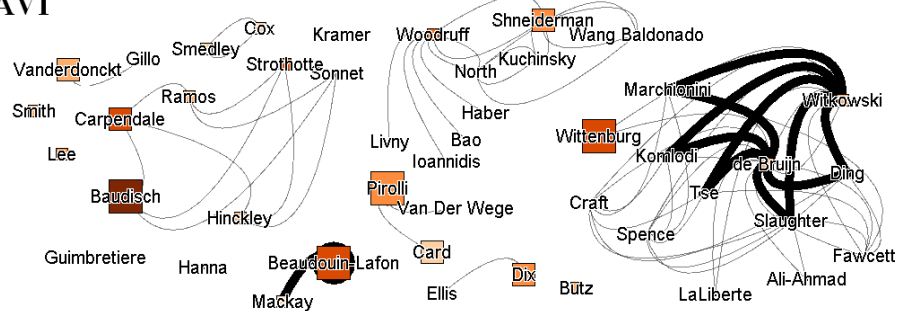 AVI
Cox
Smedley
Kramer
Woodruff
Shneiderman
Wang Baldonado
Gillo
Vanderdonckt
Strothotte
Sonnet
North
Kuchinsky
Marchionini
Witkowski
Smith
Ramos
Carpendale
Haber
Wittenburg
Lee
Livny
Bao
Ioannidis
Komlodi
de Bruijn
Ding
Baudisch
Pirolli
Van Der Wege
Tse
Craft
Hinckley
Slaughter
Spence
Guimbretiere
Hanna
Beaudouin-Lafon
Card
Fawcett
Mackay
Ellis
Dix
Butz
LaLiberte
Ali-Ahmad